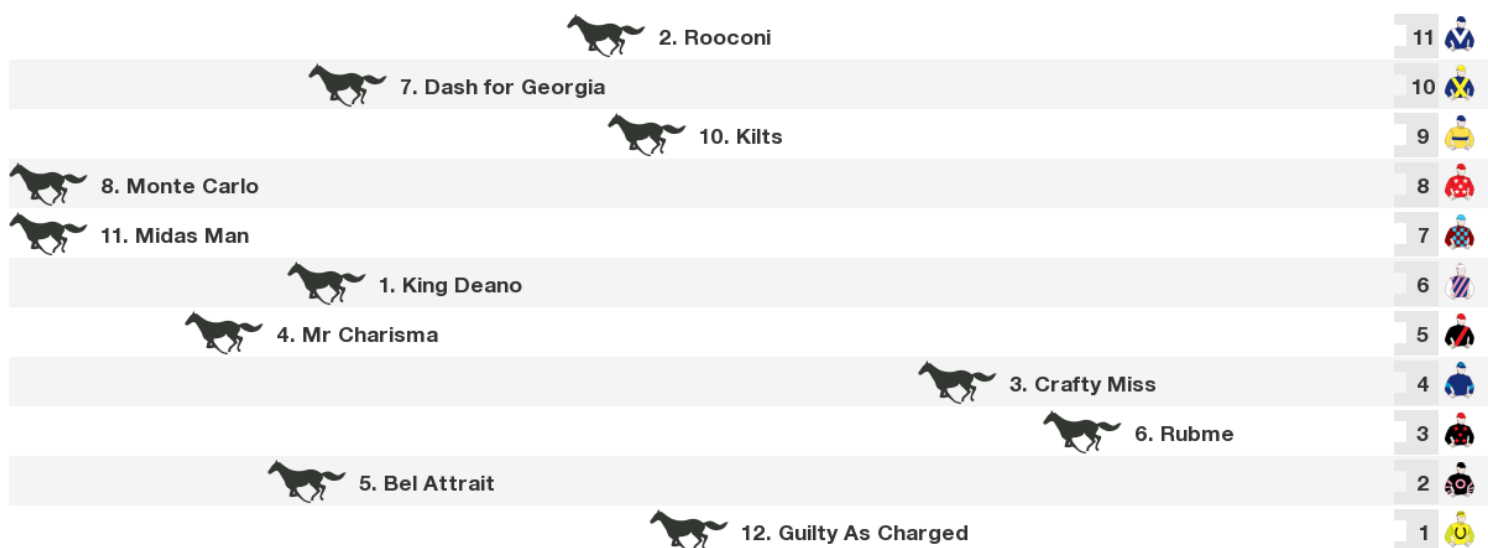 2. Rooconi 11
7. Dash for Georgia 10
10. Kilts 9
8. Monte Carlo 8
11. Midas Man 7
1. King Deano 6
4. Mr Charisma 5
3. Crafty Miss 4
6. Rubme 3
5. Bel Attrait 2
12. Guilty As Charged 1